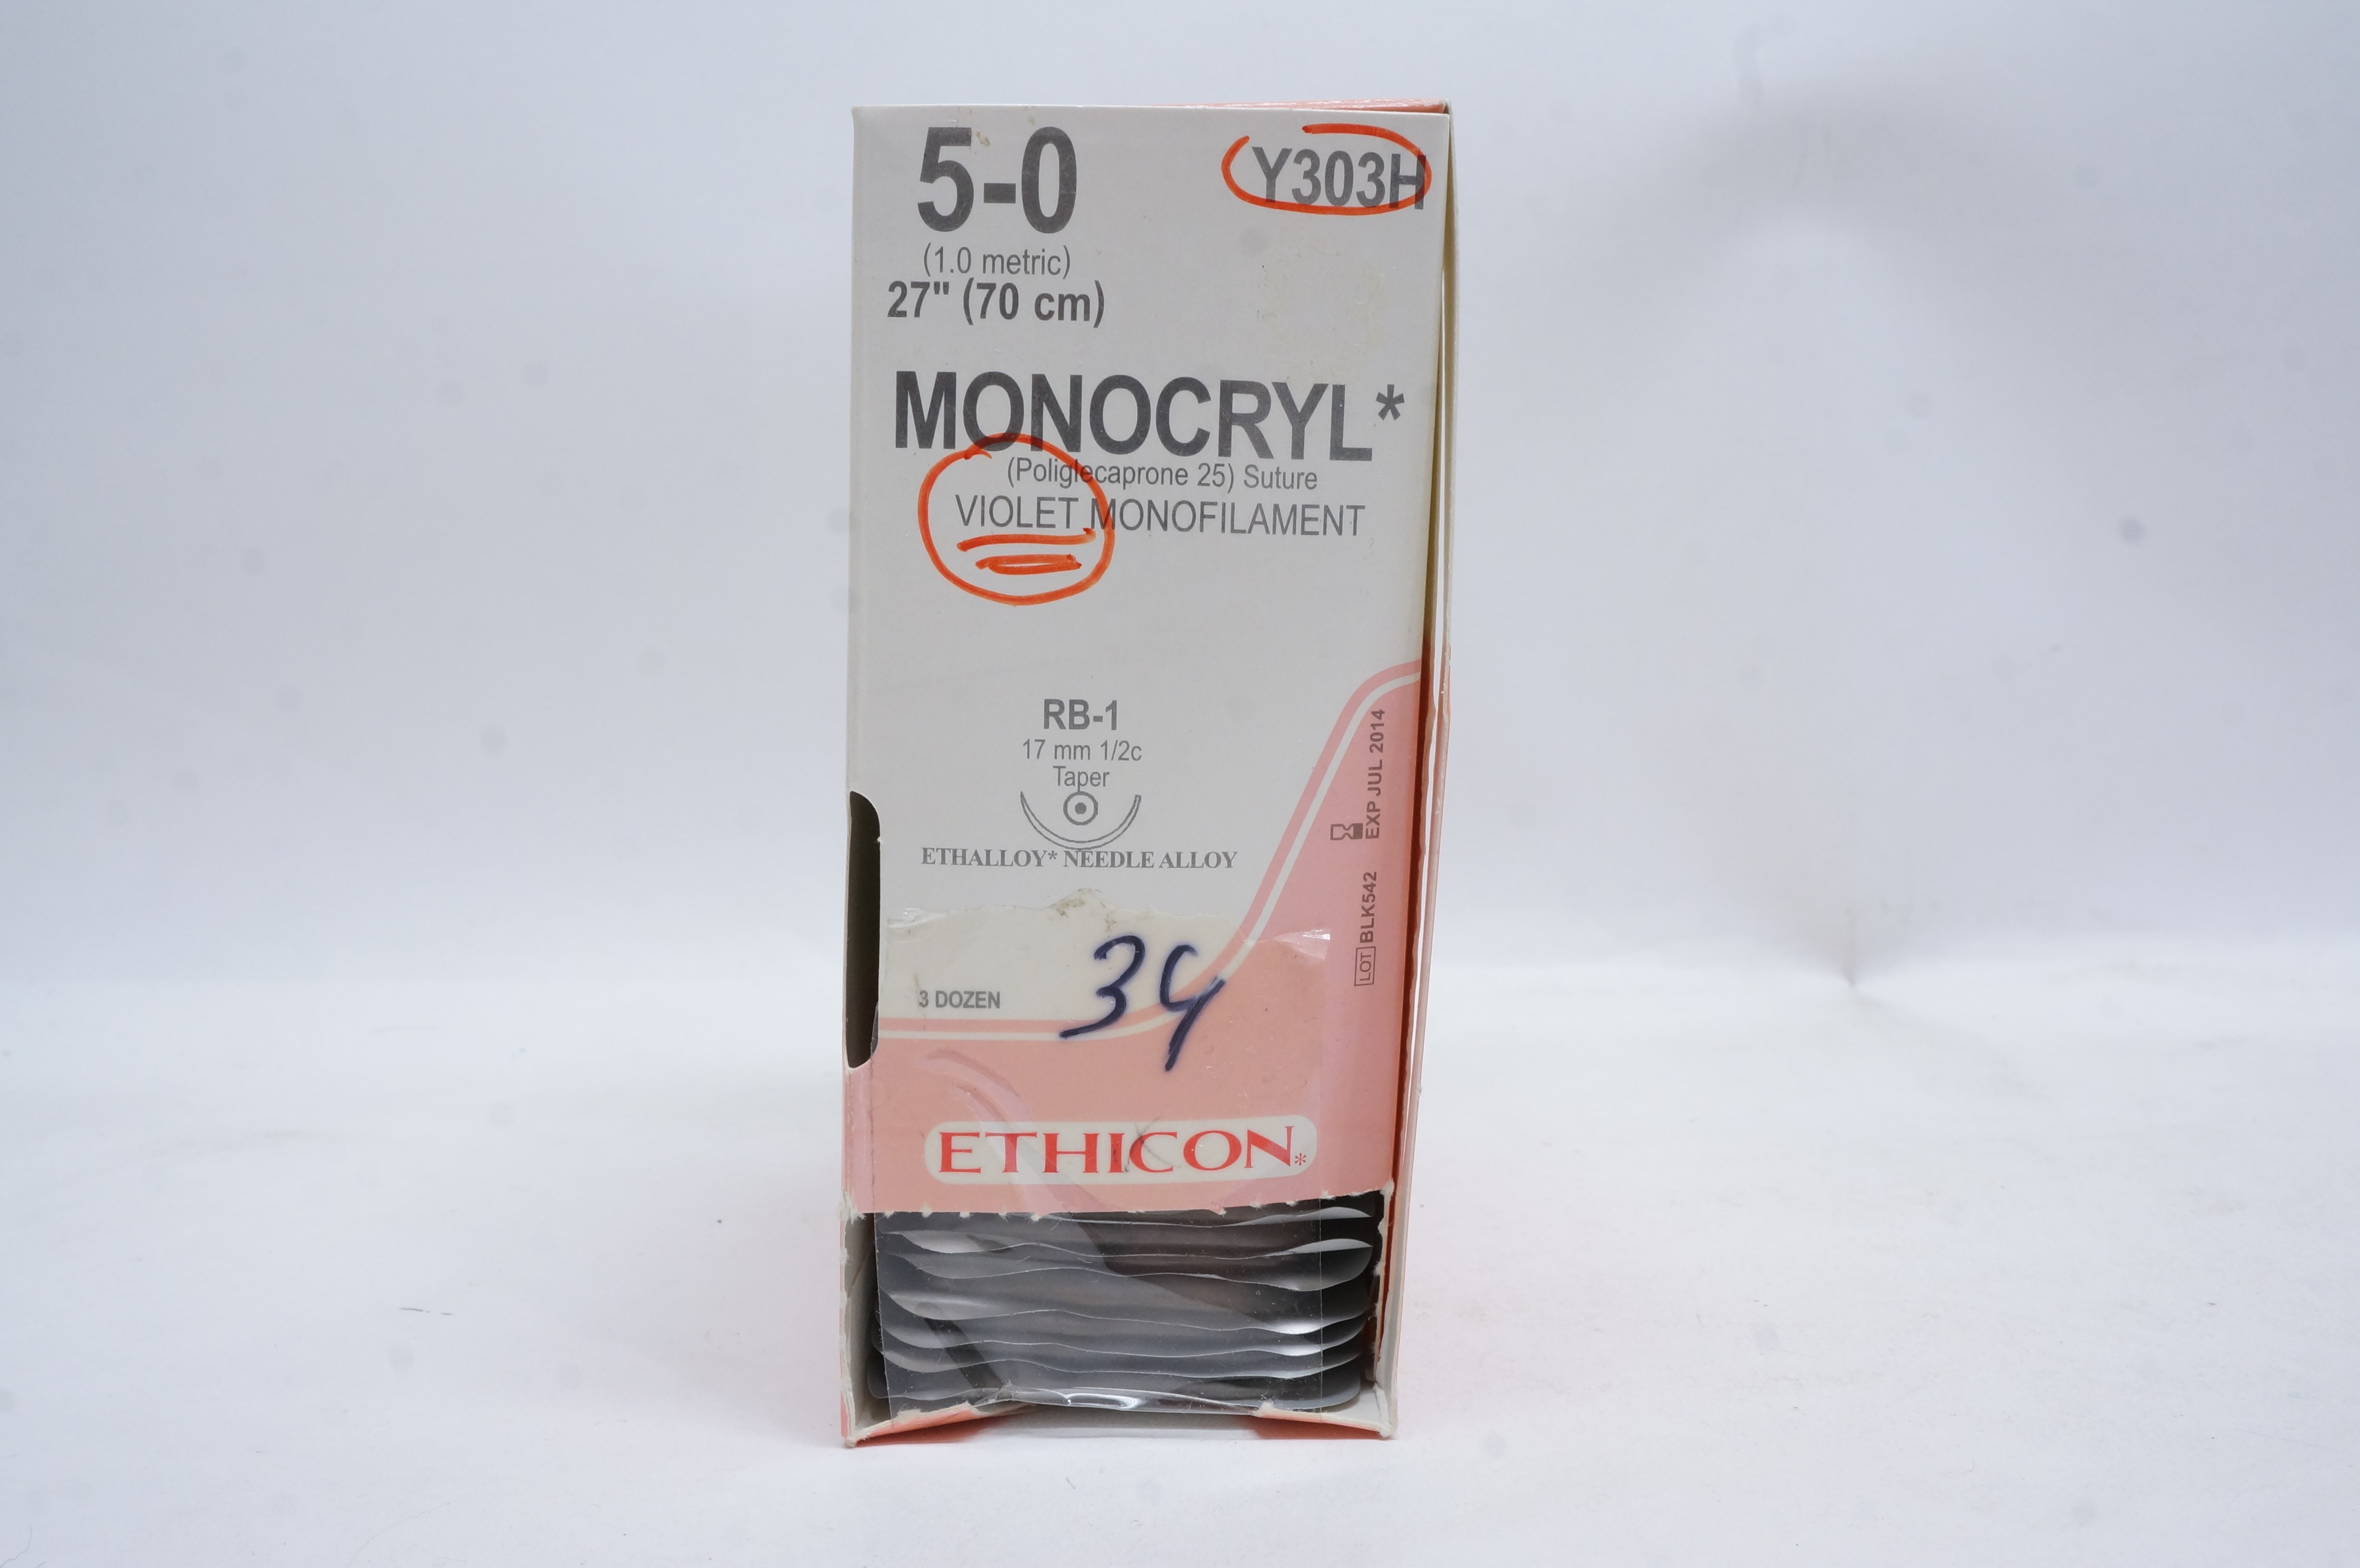 5-0
Y303H
(1.0 metric)
27" (70 cm)
MONOCRYL*
(Poliglecaprone 25) Suture
VIOLET MONOFILAMENT
RB-1
17 mm 1/2c
Taper
ETHALLOY* NEEDLE ALLOY
EXP JUL 2014
LOT BLK542
3 DOZEN
34
ETHICON*